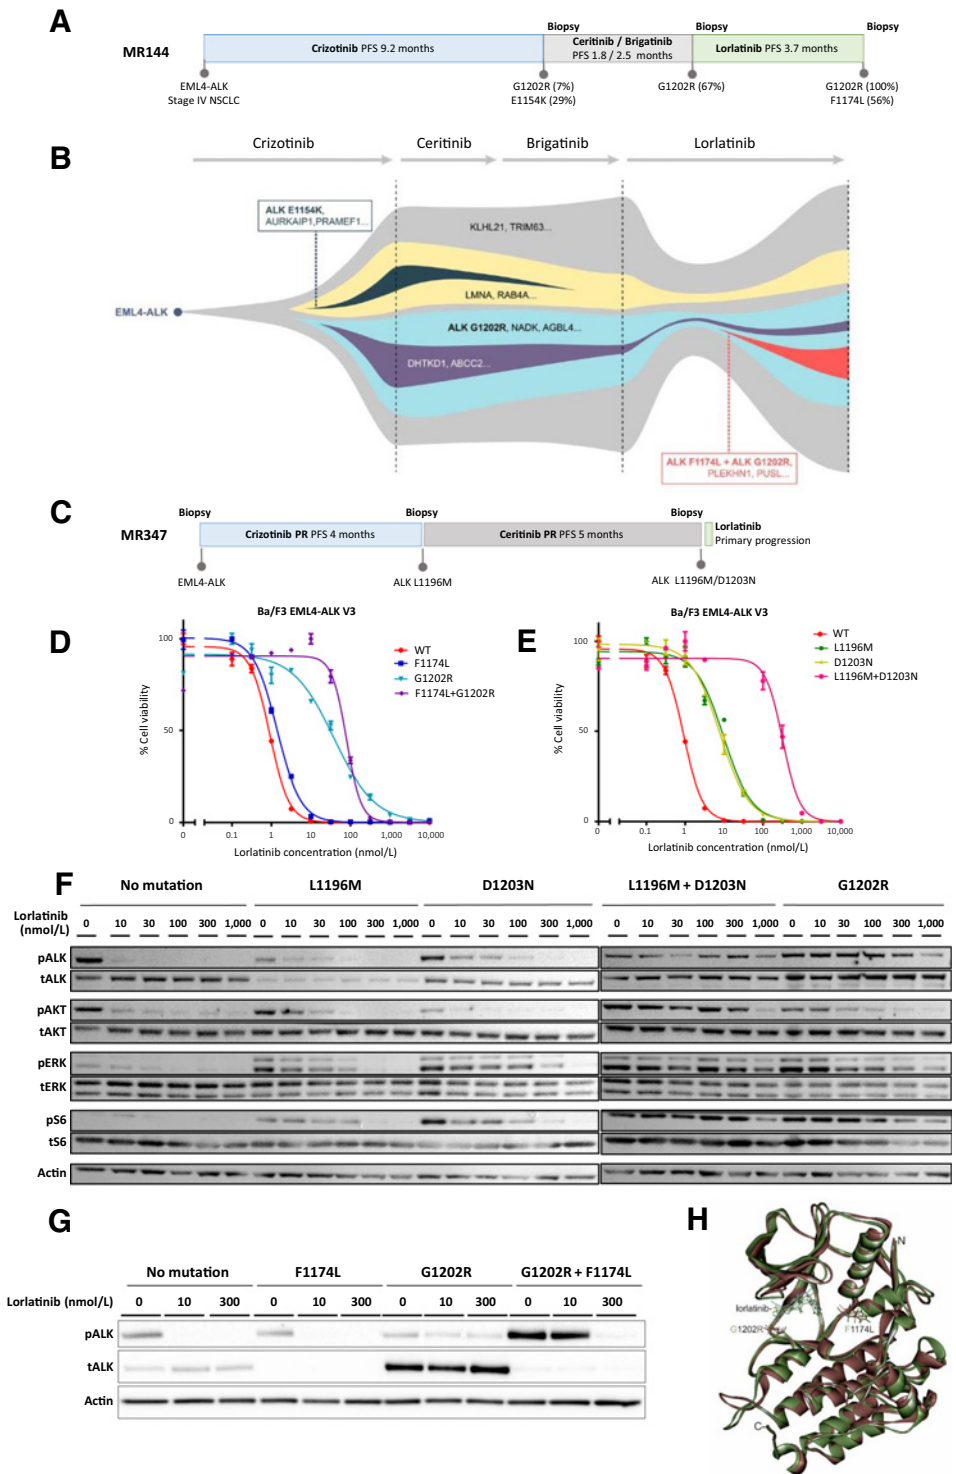 A
MR144
Biopsy
Biopsy
Biopsy
Crizotinib PFS 9.2 months
Ceritinib / Brigatinib
PFS 1.8 / 2.5 months
Lorlatinib PFS 3.7 months
EML4-ALK
Stage IV NSCLC
G1202R (7%)
E1154K (29%)
G1202R (67%)
G1202R (100%)
F1174L (56%)
B
Crizotinib
Ceritinib
Brigatinib
Lorlatinib
ALK E1154K,
AURKAIP1,PRAMEF1...
KLHL21, TRIM63...
LMNA, RAB4A...
EML4-ALK
ALK G1202R, NADK, AGBL4...
DHTKD1, ABCC2...
ALK F1174L + ALK G1202R,
PLEKHN1, PUSL...
C
MR347
Biopsy
Biopsy
Biopsy
Crizotinib PR PFS 4 months
Ceritinib PR PFS 5 months
Lorlatinib
Primary progression
EML4-ALK
ALK L1196M
ALK L1196M/D1203N
D
Ba/F3 EML4-ALK V3
% Cell viability
100
50
0
0 0.1 1 10 100 1,000 10,000
Lorlatinib concentration (nmol/L)
WT
F1174L
G1202R
F1174L+G1202R
E
Ba/F3 EML4-ALK V3
% Cell viability
100
50
0
0 0.1 1 10 100 1,000 10,000
Lorlatinib concentration (nmol/L)
WT
L1196M
D1203N
L1196M+D1203N
F
No mutation L1196M D1203N L1196M + D1203N G1202R
Lorlatinib
(nmol/L)
0 10 30 100 300 1,000 0 10 30 100 300 1,000 0 10 30 100 300 1,000 0 10 30 100 300 1,000 0 10 30 100 300 1,000
pALK
tALK
pAKT
tAKT
pERK
tERK
pS6
tS6
Actin
G
No mutation F1174L G1202R G1202R + F1174L
Lorlatinib (nmol/L) 0 10 300 0 10 300 0 10 300 0 10 300
pALK
tALK
Actin
H
N
lorlatinib
G1202R
F1174L
C